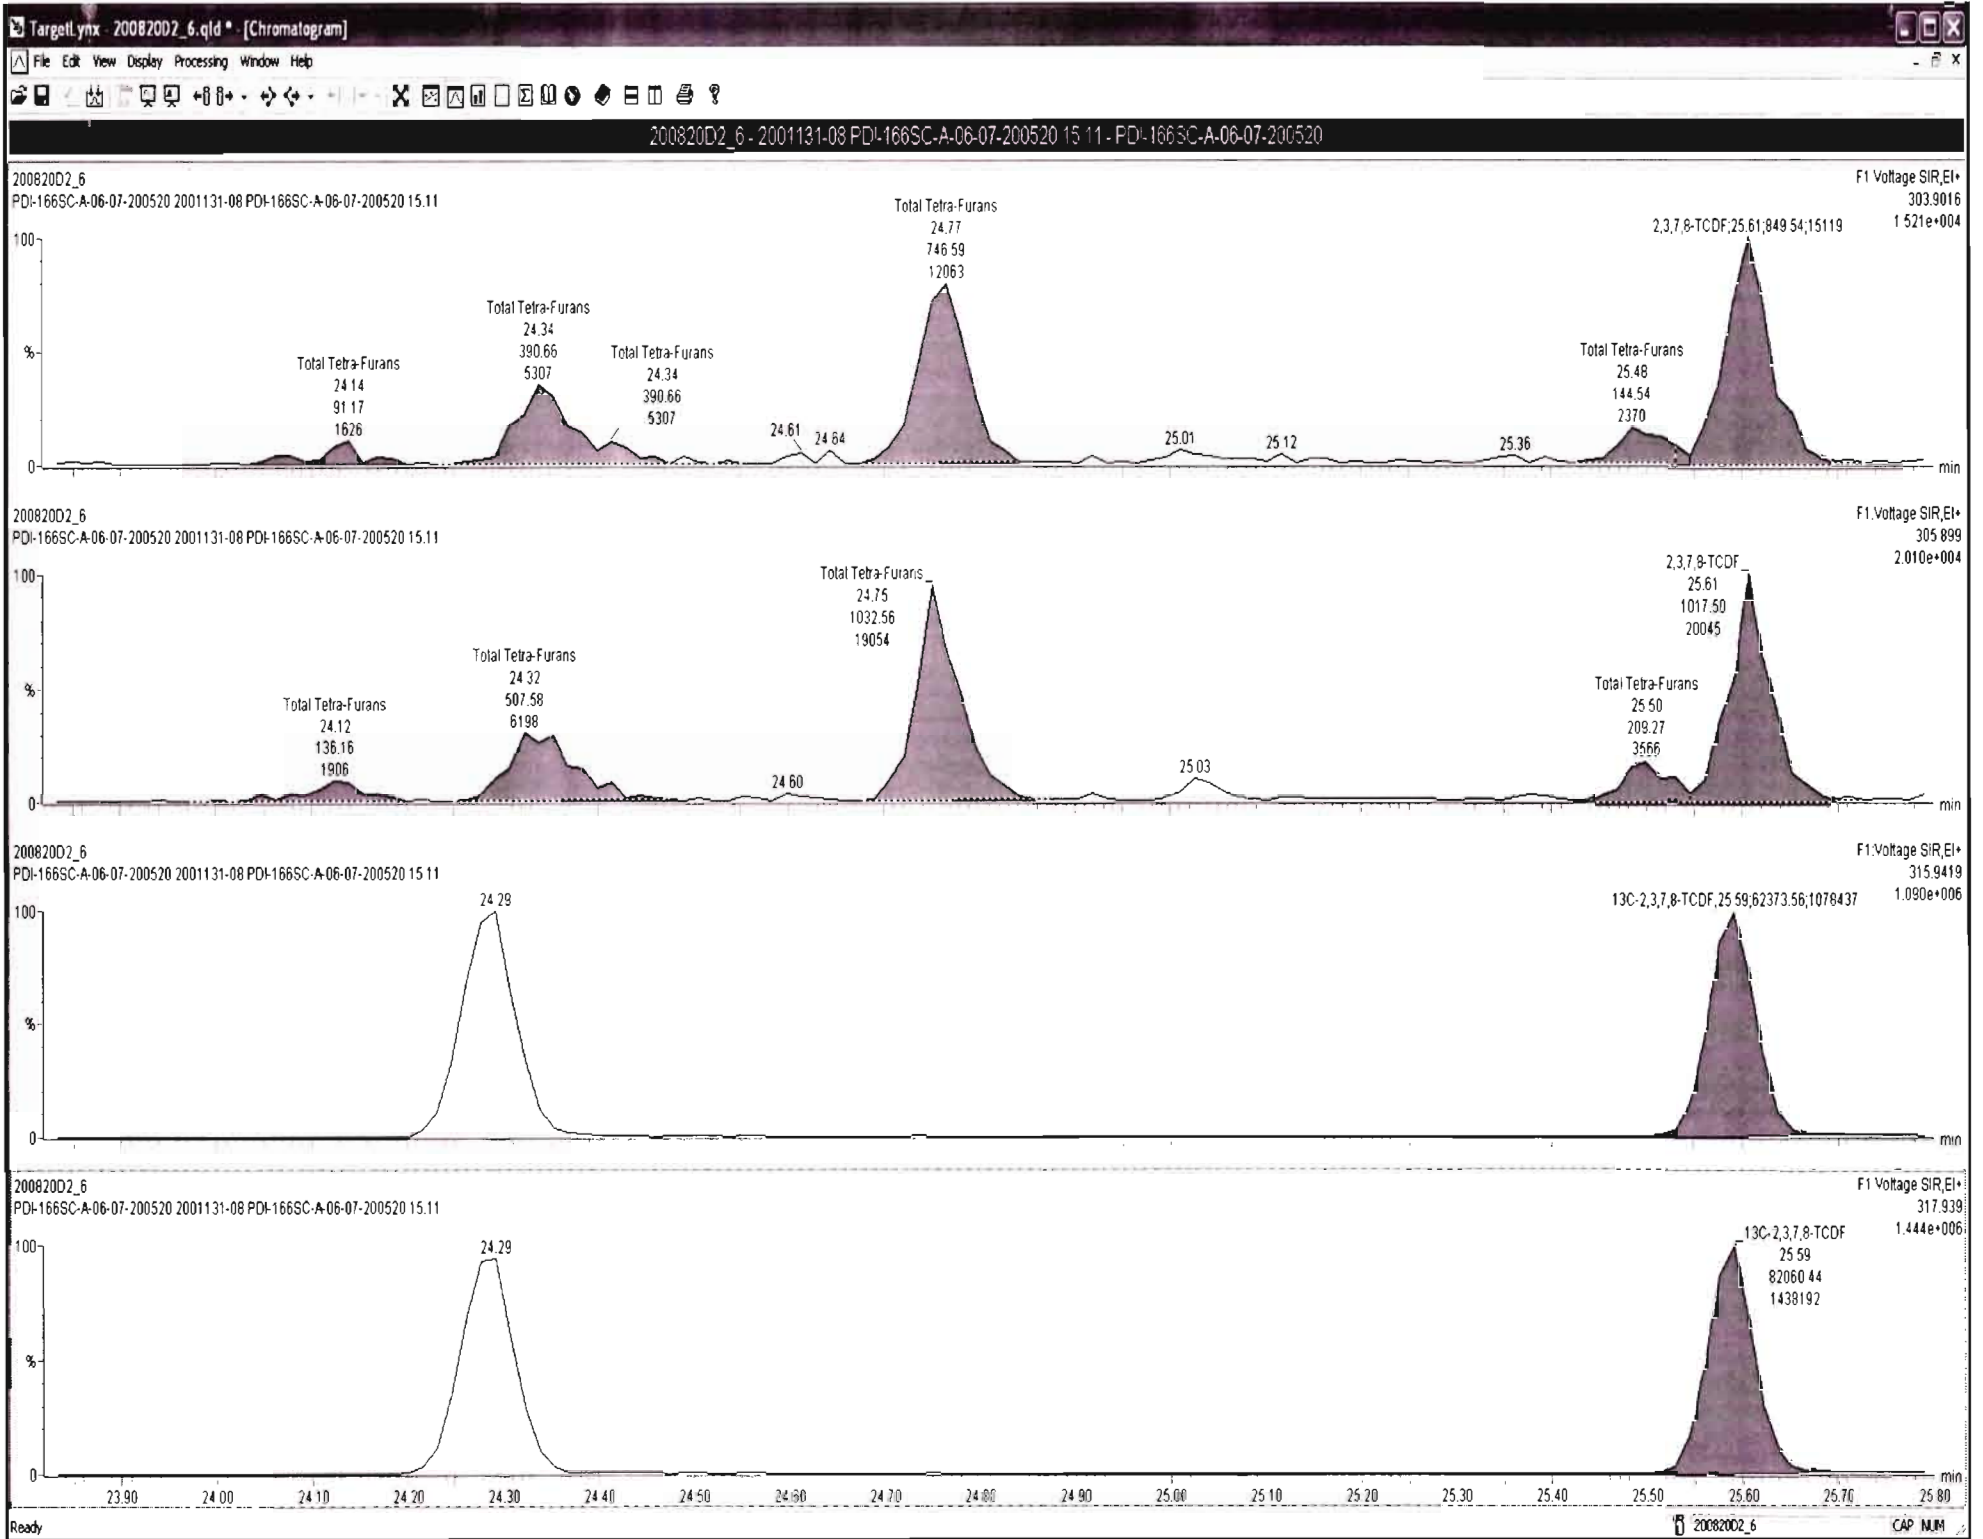 TargetLynx - 200820D2_6.qld * - [Chromatogram]
File Edit View Display Processing Window Help
200820D2_6 - 2001131-08 PDI-166SC-A-06-07-200520 15 11 - PDI-166SC-A-06-07-200520
200820D2_6
PDI-166SC-A-06-07-200520 2001131-08 PDI-166SC-A-06-07-200520 15.11
F1 Voltage SIR,EI+
303.9016
1 521e+004
100
%
0
min
Total Tetra-Furans
24 14
91 17
1626
Total Tetra-Furans
24.34
390.66
5307
Total Tetra-Furans
24.34
390.66
5307
24.61
24 64
Total Tetra-Furans
24.77
746 59
12063
25.01
25 12
25.36
Total Tetra-Furans
25.48
144.54
2370
2,3,7,8-TCDF;25.61;849 54;15119
200820D2_6
PDI-166SC-A-06-07-200520 2001131-08 PDI-166SC-A-06-07-200520 15.11
F1.Voltage SIR,EI+
305 899
2.010e+004
100
%
0
min
Total Tetra-Furans
24.12
136.16
1906
Total Tetra-Furans
24 32
507.58
6198
24 60
Total Tetra-Furans
24.75
1032.56
19054
25 03
Total Tetra-Furans
25 50
209.27
3566
2,3,7,8-TCDF
25.61
1017.50
20045
200820D2_6
PDI-166SC-A-06-07-200520 2001131-08 PDI-166SC-A-06-07-200520 15 11
F1:Voltage SIR,EI+
315.9419
1.090e+006
100
%
0
min
24 29
13C-2,3,7,8-TCDF,25 59;62373.56;1078437
200820D2_6
PDI-166SC-A-06-07-200520 2001131-08 PDI-166SC-A-06-07-200520 15.11
F1 Voltage SIR,EI+
317.939
1.444e+006
100
%
0
min
24.29
13C-2,3,7,8-TCDF
25 59
82060 44
1438192
23.90 24 00 24 10 24 20 24 30 24 40 24 50 24 60 24 70 24 80 24 90 25.00 25 10 25.20 25.30 25.40 25.50 25.60 25.70 25 80
Ready
200820D2_6
CAP NUM